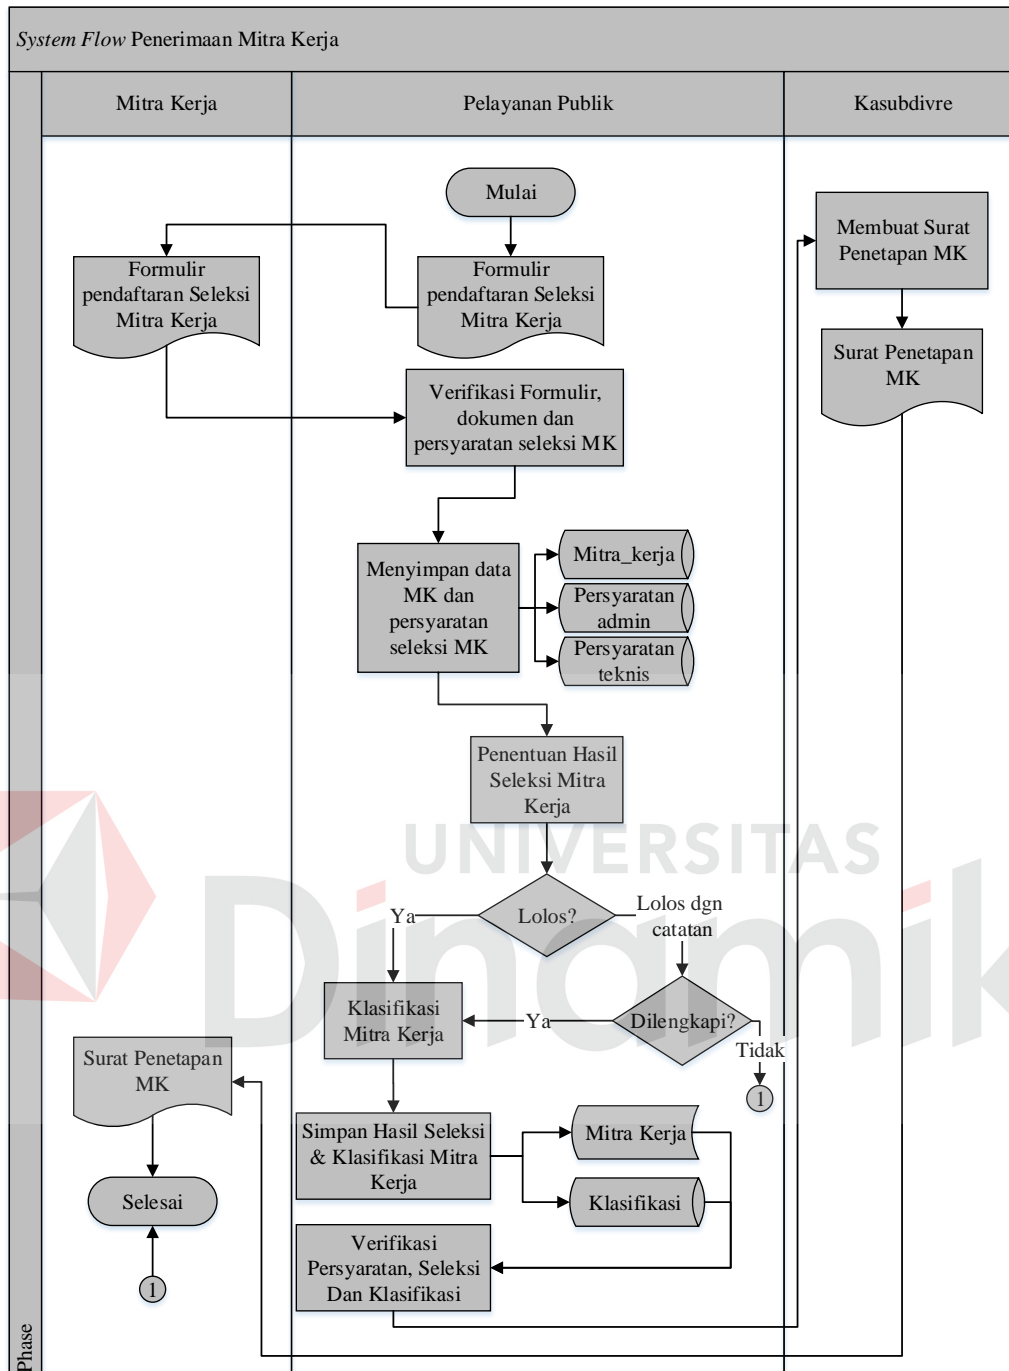 System Flow Penerimaan Mitra Kerja
Mitra Kerja
Pelayanan Publik
Kasubdivre
Mulai
Formulir
pendaftaran Seleksi
Mitra Kerja
Formulir
pendaftaran Seleksi
Mitra Kerja
Membuat Surat
Penetapan MK
Surat Penetapan
MK
Verifikasi Formulir,
dokumen dan
persyaratan seleksi MK
Menyimpan data
MK dan
persyaratan
seleksi MK
Mitra_kerja
Persyaratan
admin
Persyaratan
teknis
Penentuan Hasil
Seleksi Mitra
Kerja
UNIVERSITAS
Dinamik
Lolos?
Ya
Lolos dgn
catatan
Klasifikasi
Mitra Kerja
Ya
Dilengkapi?
Tidak
1
Surat Penetapan
MK
Simpan Hasil Seleksi
& Klasifikasi Mitra
Kerja
Mitra Kerja
Klasifikasi
Selesai
Verifikasi
Persyaratan, Seleksi
Dan Klasifikasi
1
Phase